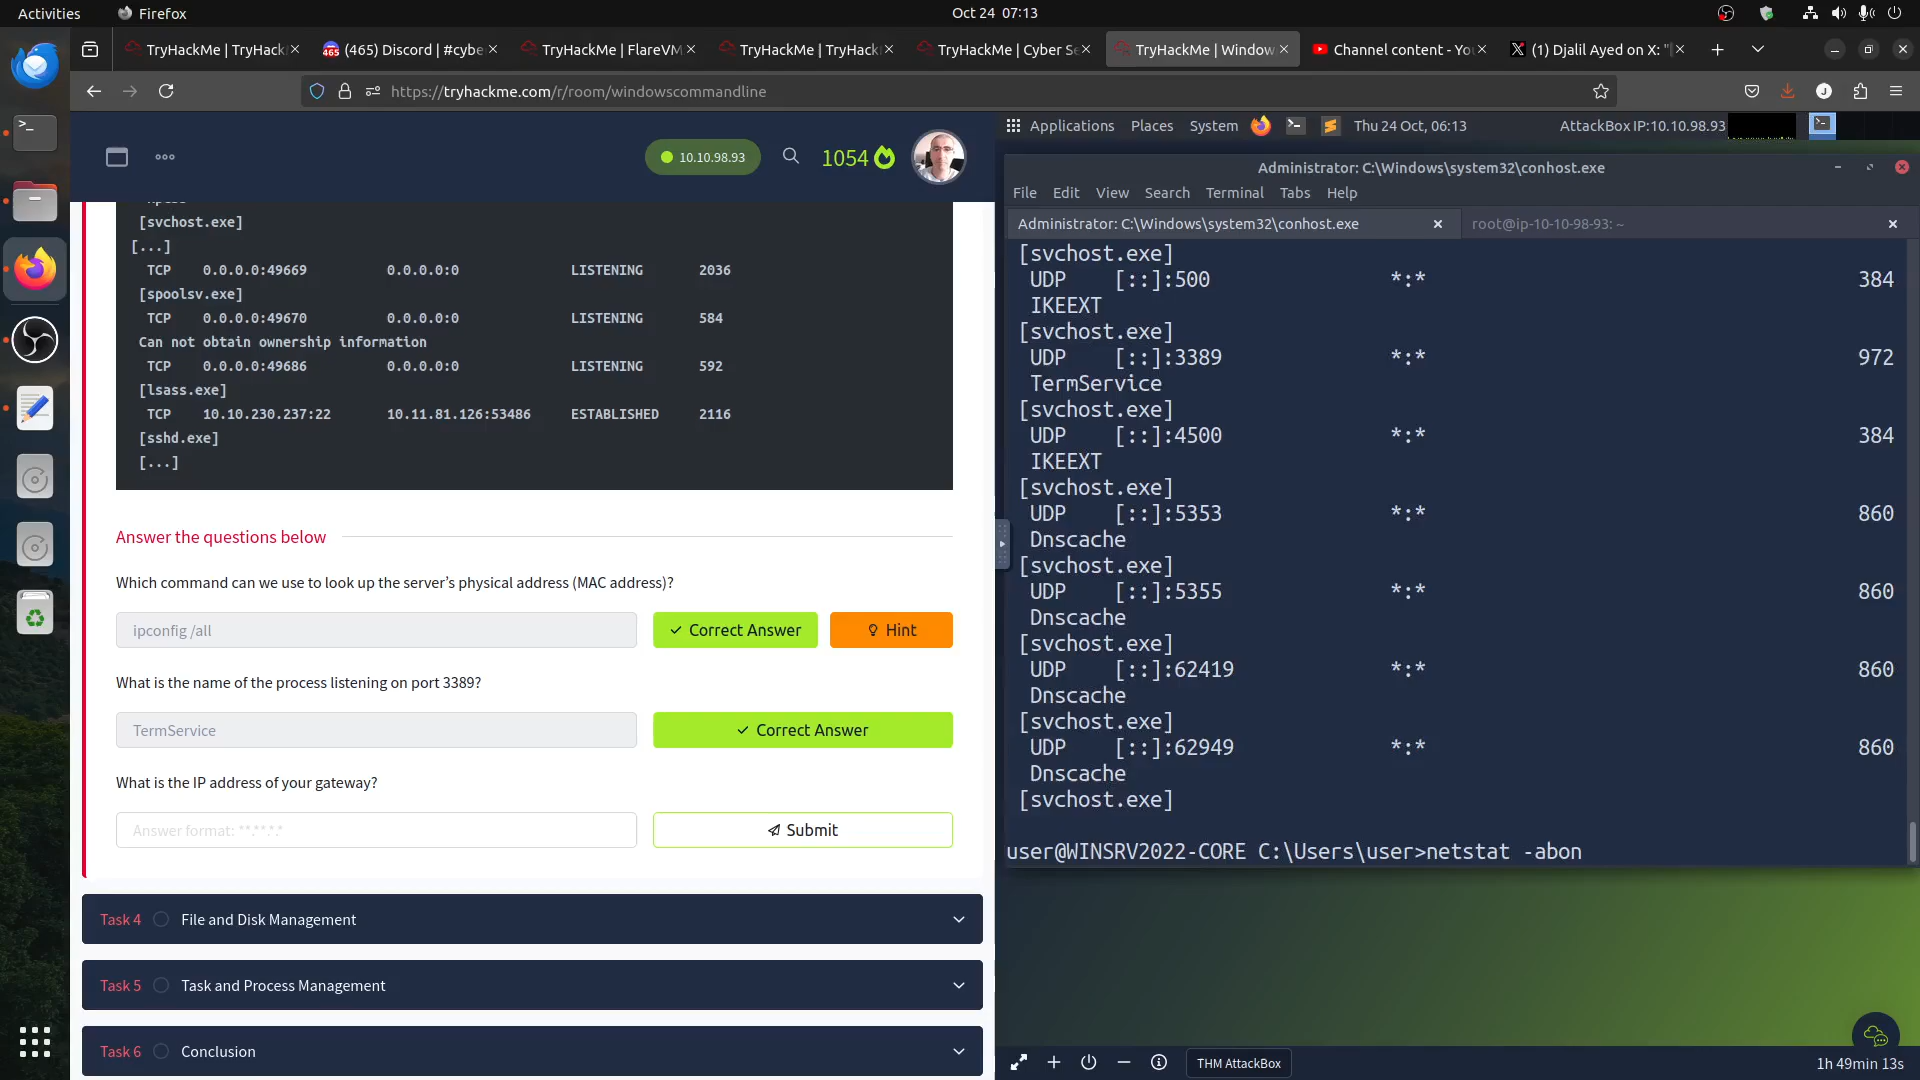 Activities
Firefox
Oct 24 07:13
TryHackMe | TryHack
(465) Discord | #cybe
TryHackMe | FlareVM
TryHackMe | TryHack
TryHackMe | Cyber Se
TryHackMe | Window
Channel content - You
(1) Djalil Ayed on X: "
https://tryhackme.com/r/room/windowscommandline
Applications Places System Thu 24 Oct, 06:13 AttackBox IP:10.10.98.93
10.10.98.93
1054
[svchost.exe]
[...]
TCP 0.0.0.0:49669 0.0.0.0:0 LISTENING 2036
[spoolsv.exe]
TCP 0.0.0.0:49670 0.0.0.0:0 LISTENING 584
Can not obtain ownership information
TCP 0.0.0.0:49686 0.0.0.0:0 LISTENING 592
[lsass.exe]
TCP 10.10.230.237:22 10.11.81.126:53486 ESTABLISHED 2116
[sshd.exe]
[...]
Answer the questions below
Which command can we use to look up the server’s physical address (MAC address)?
ipconfig /all
Correct Answer
Hint
What is the name of the process listening on port 3389?
TermService
Correct Answer
What is the IP address of your gateway?
Answer format: **.**.*.*
Submit
Task 4 File and Disk Management
Task 5 Task and Process Management
Task 6 Conclusion
Administrator: C:\Windows\system32\conhost.exe
File Edit View Search Terminal Tabs Help
Administrator: C:\Windows\system32\conhost.exe
root@ip-10-10-98-93: ~
[svchost.exe]
UDP [::]:500 *:* 384
IKEEXT
[svchost.exe]
UDP [::]:3389 *:* 972
TermService
[svchost.exe]
UDP [::]:4500 *:* 384
IKEEXT
[svchost.exe]
UDP [::]:5353 *:* 860
Dnscache
[svchost.exe]
UDP [::]:5355 *:* 860
Dnscache
[svchost.exe]
UDP [::]:62419 *:* 860
Dnscache
[svchost.exe]
UDP [::]:62949 *:* 860
Dnscache
[svchost.exe]
user@WINSRV2022-CORE C:\Users\user>netstat -abon
THM AttackBox
1h 49min 13s